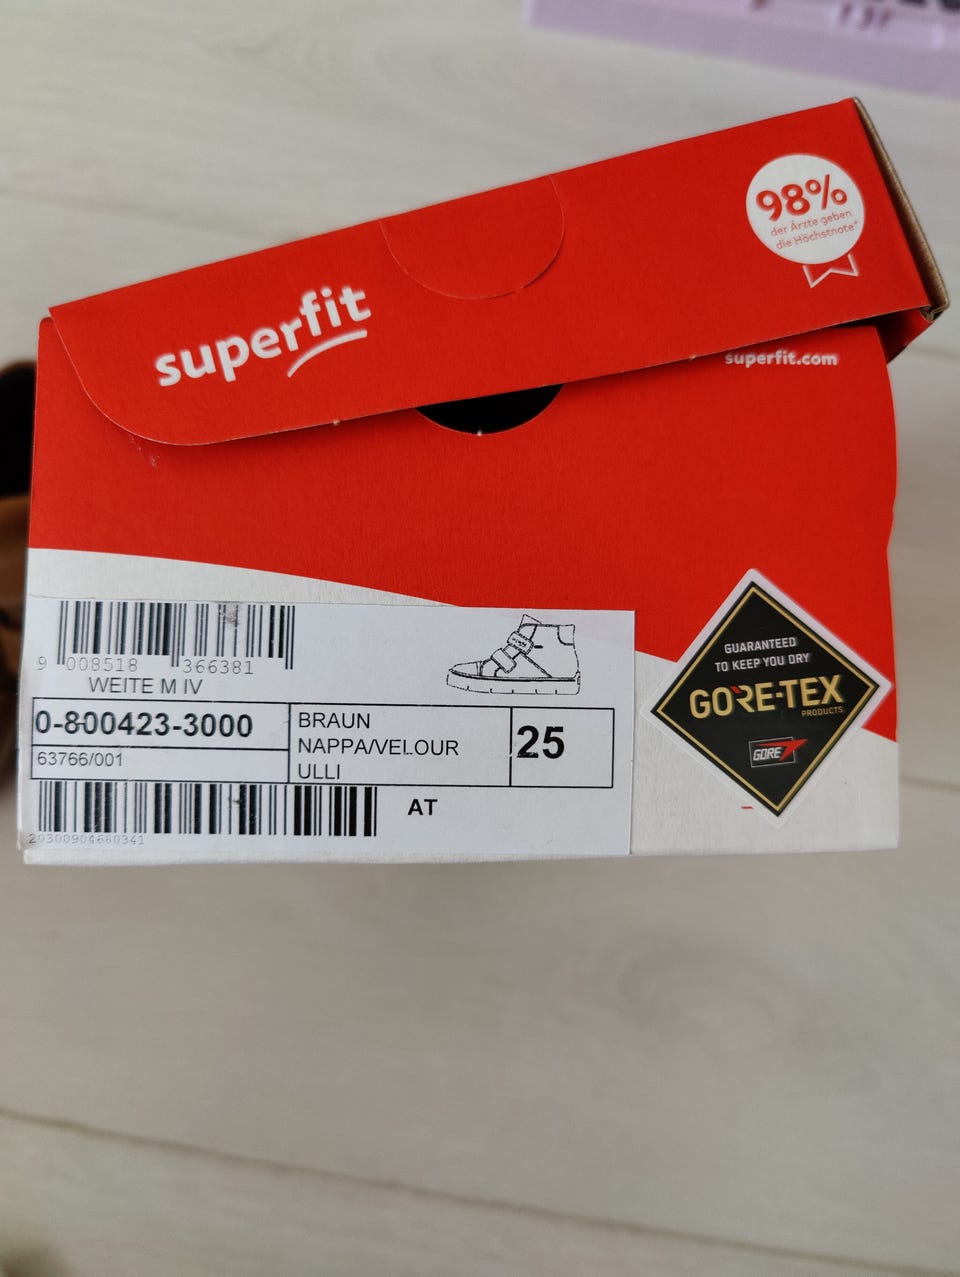 98%
der Ärzte geben
die Höchstnote*
superfit
superfit.com
9 008518 366381
WEITE M IV
0-800423-3000
63766/001
BRAUN
NAPPA/VELOUR
ULLI
25
AT
20300904680341
GUARANTEED
TO KEEP YOU DRY
GORE-TEX
PRODUCTS
GORE